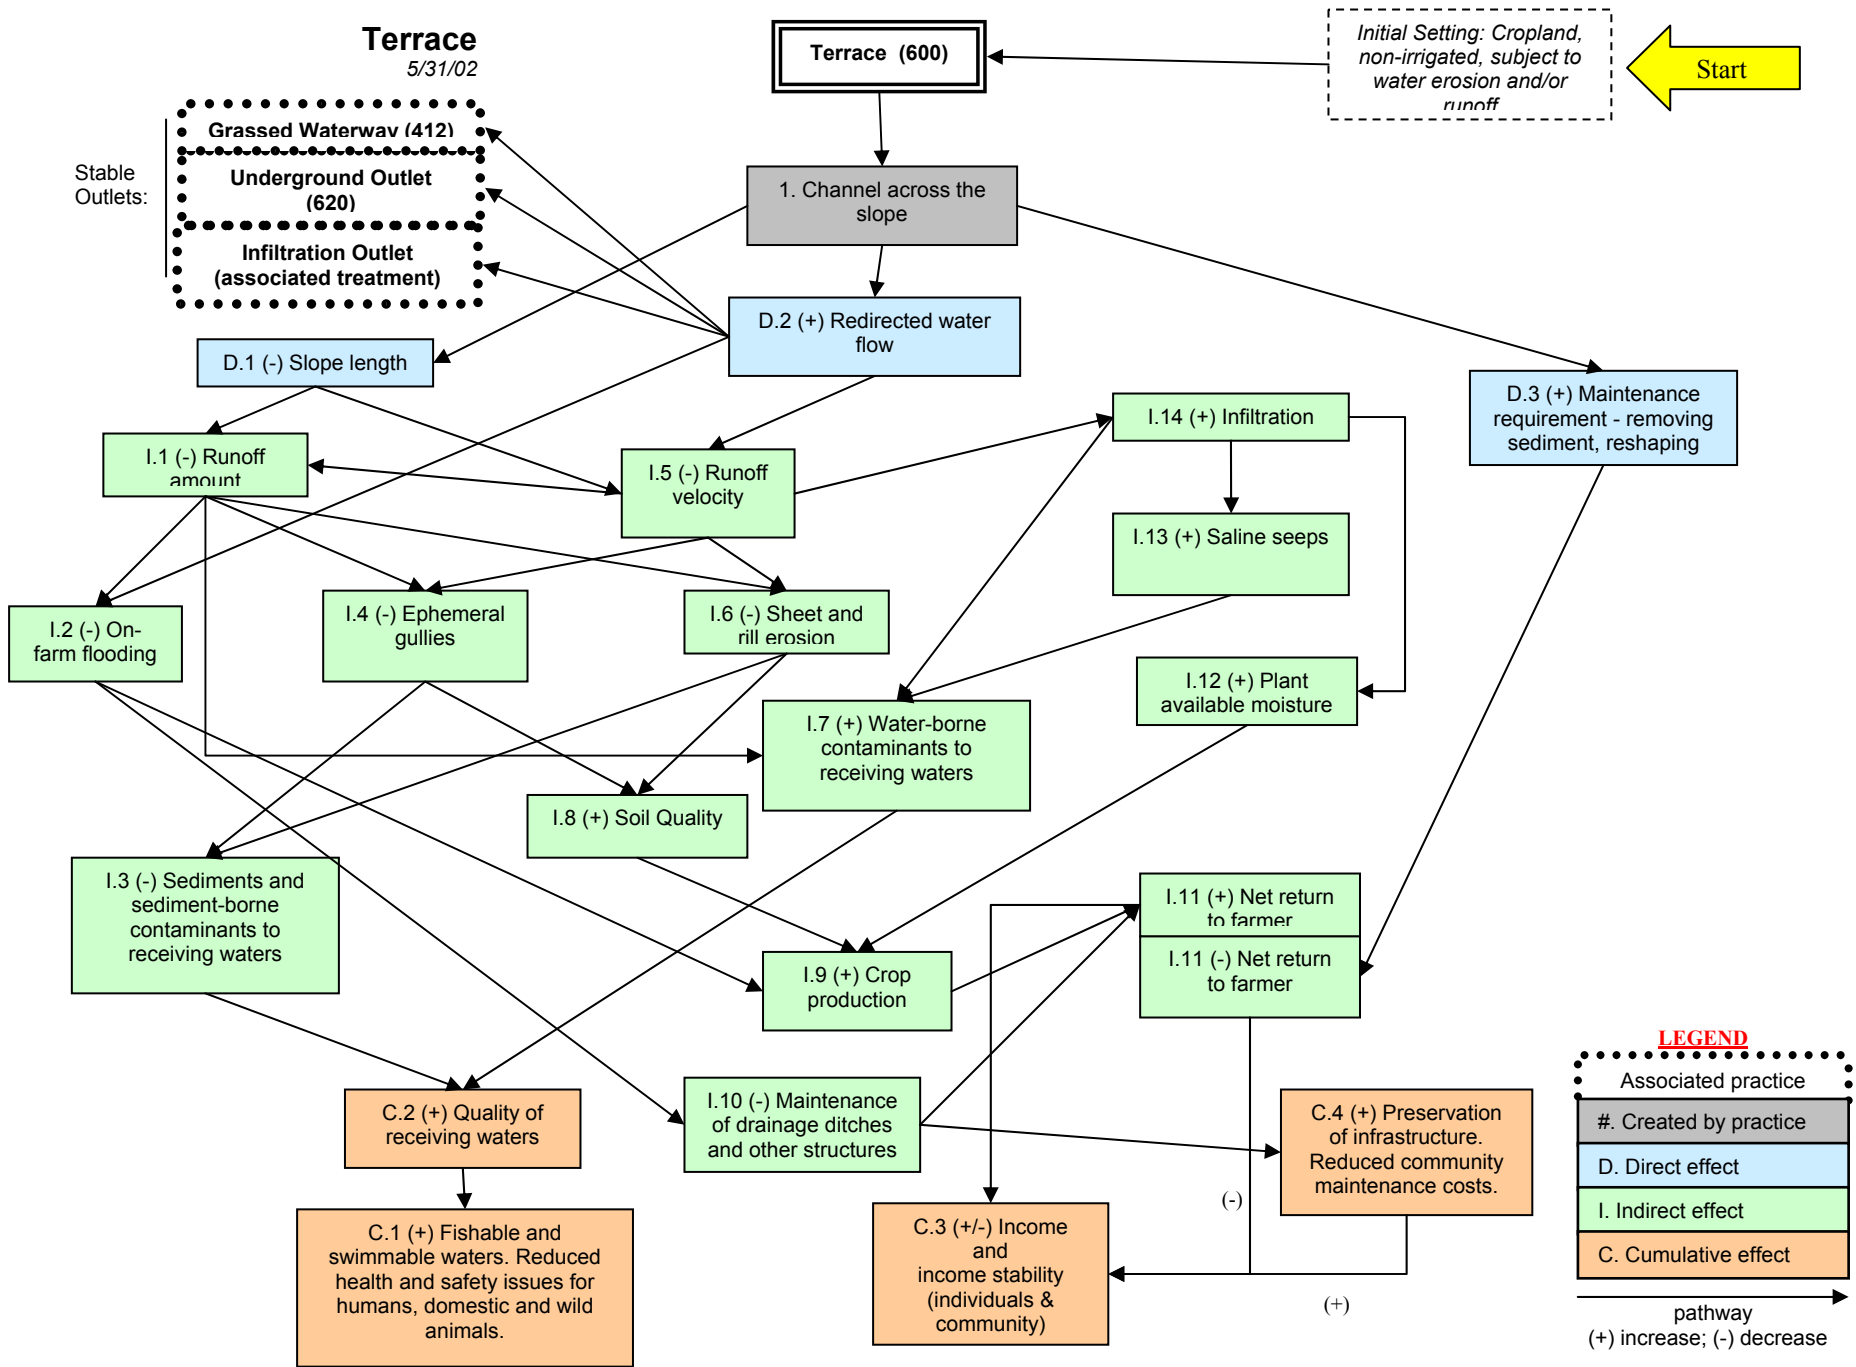 Terrace
5/31/02
Terrace (600)
Initial Setting: Cropland,
non-irrigated, subject to
water erosion and/or
runoff
Start
Stable
Outlets:
Grassed Waterway (412)
Underground Outlet
(620)
Infiltration Outlet
(associated treatment)
1. Channel across the
slope
D.1 (-) Slope length
D.2 (+) Redirected water
flow
D.3 (+) Maintenance
requirement - removing
sediment, reshaping
I.1 (-) Runoff
amount
I.5 (-) Runoff
velocity
I.14 (+) Infiltration
I.13 (+) Saline seeps
I.2 (-) On-
farm flooding
I.4 (-) Ephemeral
gullies
I.6 (-) Sheet and
rill erosion
I.12 (+) Plant
available moisture
I.7 (+) Water-borne
contaminants to
receiving waters
I.8 (+) Soil Quality
I.3 (-) Sediments and
sediment-borne
contaminants to
receiving waters
I.11 (+) Net return
to farmer
I.11 (-) Net return
to farmer
I.9 (+) Crop
production
C.2 (+) Quality of
receiving waters
I.10 (-) Maintenance
of drainage ditches
and other structures
C.4 (+) Preservation
of infrastructure.
Reduced community
maintenance costs.
C.1 (+) Fishable and
swimmable waters. Reduced
health and safety issues for
humans, domestic and wild
animals.
C.3 (+/-) Income
and
income stability
(individuals &
community)
(-)
(+)
LEGEND
Associated practice
#. Created by practice
D. Direct effect
I. Indirect effect
C. Cumulative effect
pathway
(+) increase; (-) decrease